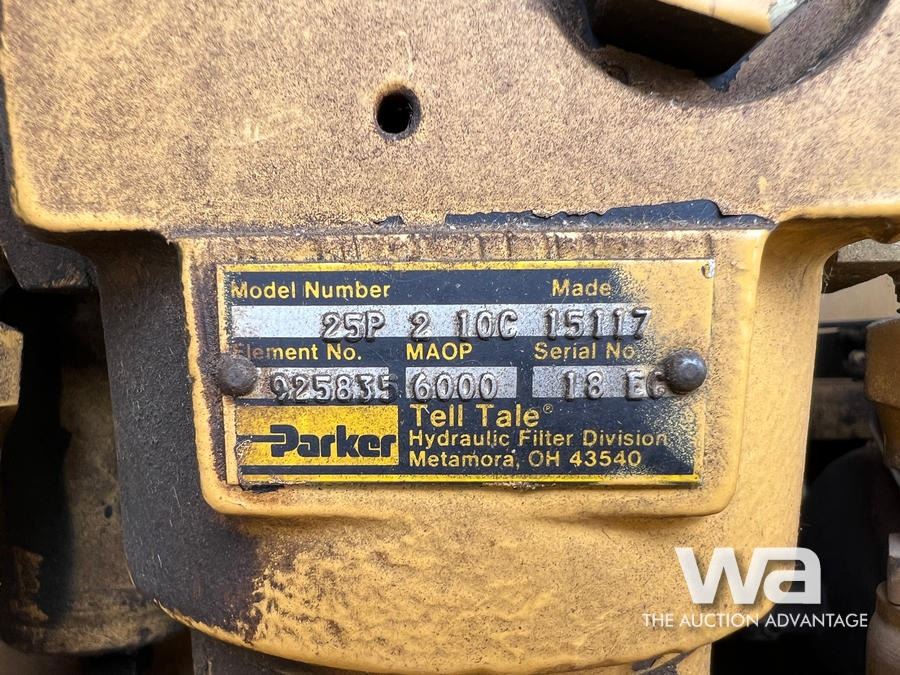 Model Number Made
25P 2 10C 15117
Element No. MAOP Serial No
925835 6000 18 EG
Parker
Tell Tale®
Hydraulic Filter Division
Metamora, OH 43540
wa
THE AUCTION ADVANTAGE